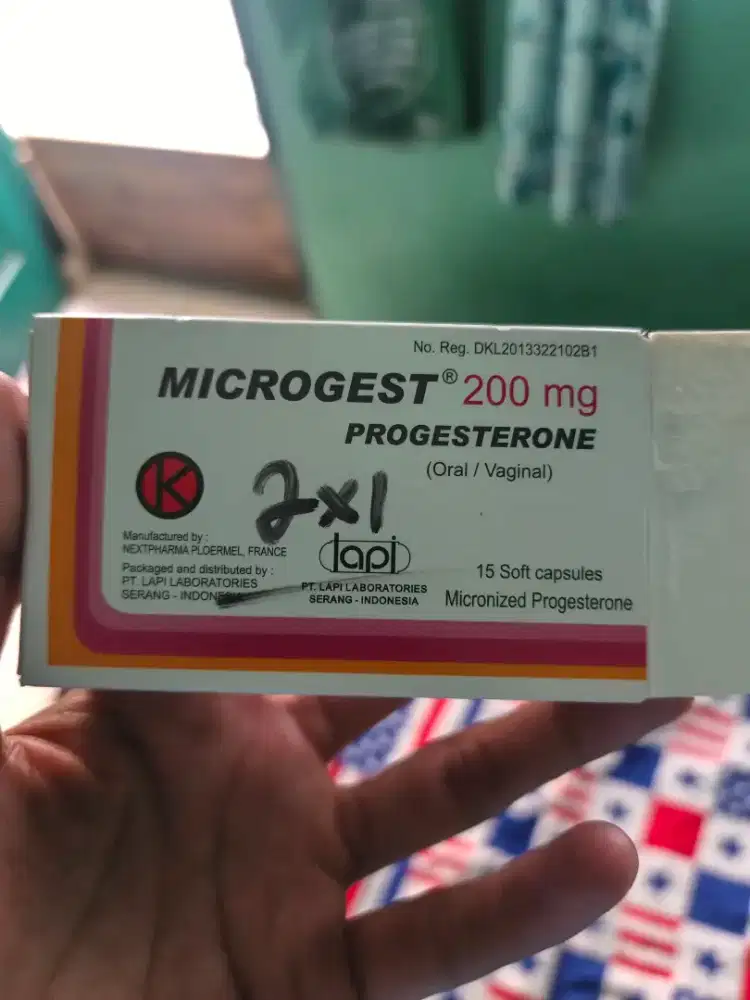 No. Reg. DKL2013322102B1
MICROGEST® 200 mg
PROGESTERONE
(Oral / Vaginal)
K
2x1
Manufactured by :
NEXTPHARMA PLOERMEL, FRANCE
Packaged and distributed by :
PT. LAPI LABORATORIES
SERANG - INDONESIA
lapi
PT. LAPI LABORATORIES
SERANG - INDONESIA
15 Soft capsules
Micronized Progesterone